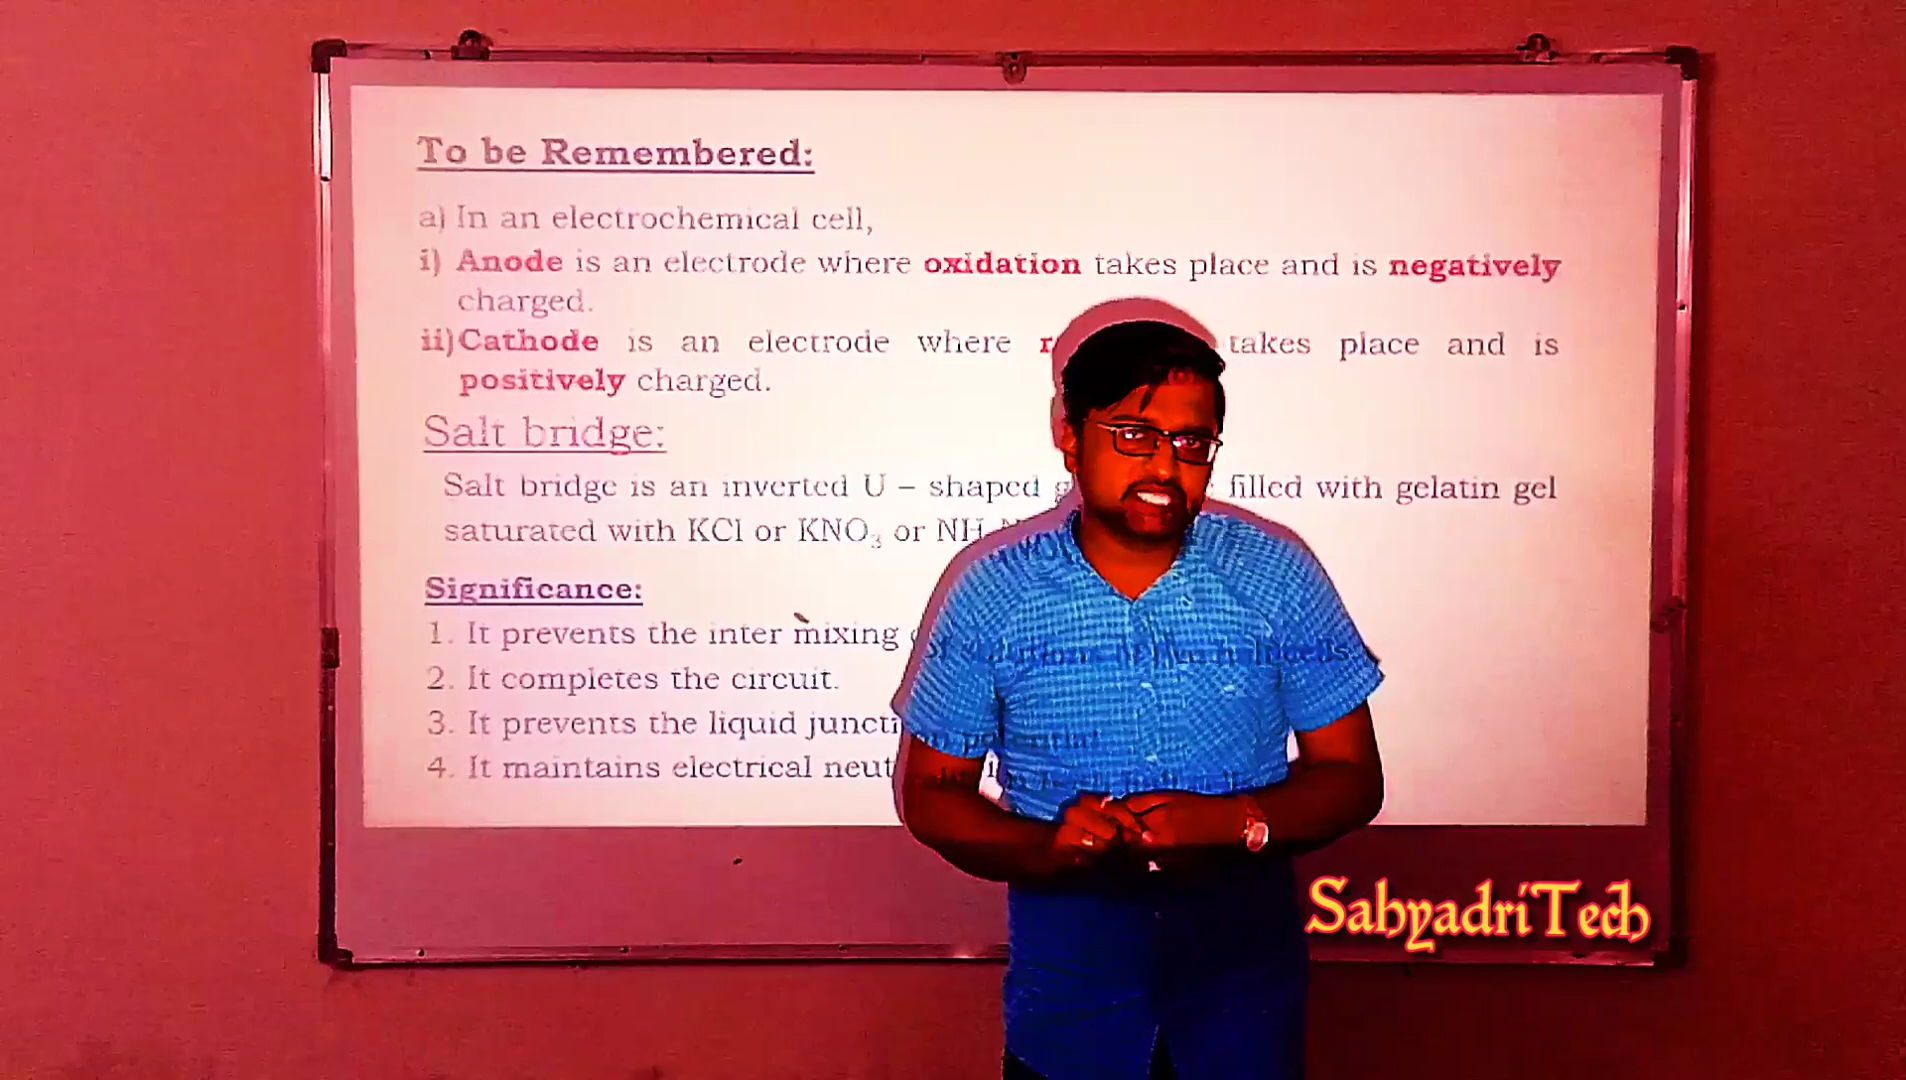 To be Remembered:
a) In an electrochemical cell,
i) Anode is an electrode where oxidation takes place and is negatively
charged.
ii) Cathode is an electrode where takes place and is
positively charged.
Salt bridge:
Salt bridge is an inverted U – shaped filled with gelatin gel
saturated with KCl or KNO₃ or
Significance:
1. It prevents the inter mixing of
2. It completes the circuit.
3. It prevents the liquid junction potential.
4. It maintains electrical
SahyadriTech